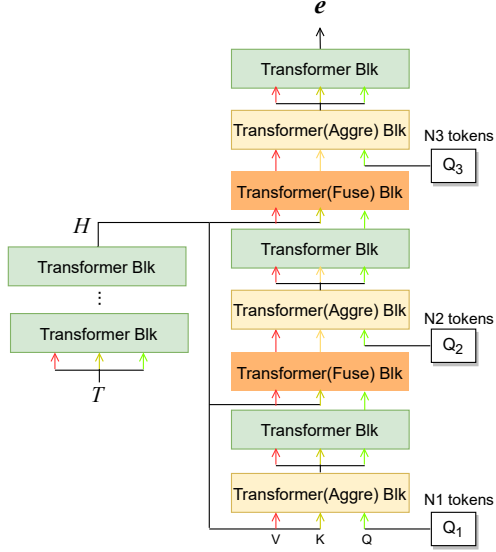 e
Transformer Blk
Transformer(Aggre) Blk
N3 tokens
Q3
Transformer(Fuse) Blk
H
Transformer Blk
Transformer Blk
...
Transformer(Aggre) Blk
N2 tokens
Q2
Transformer Blk
Transformer(Fuse) Blk
T
Transformer Blk
Transformer(Aggre) Blk
N1 tokens
Q1
V K Q